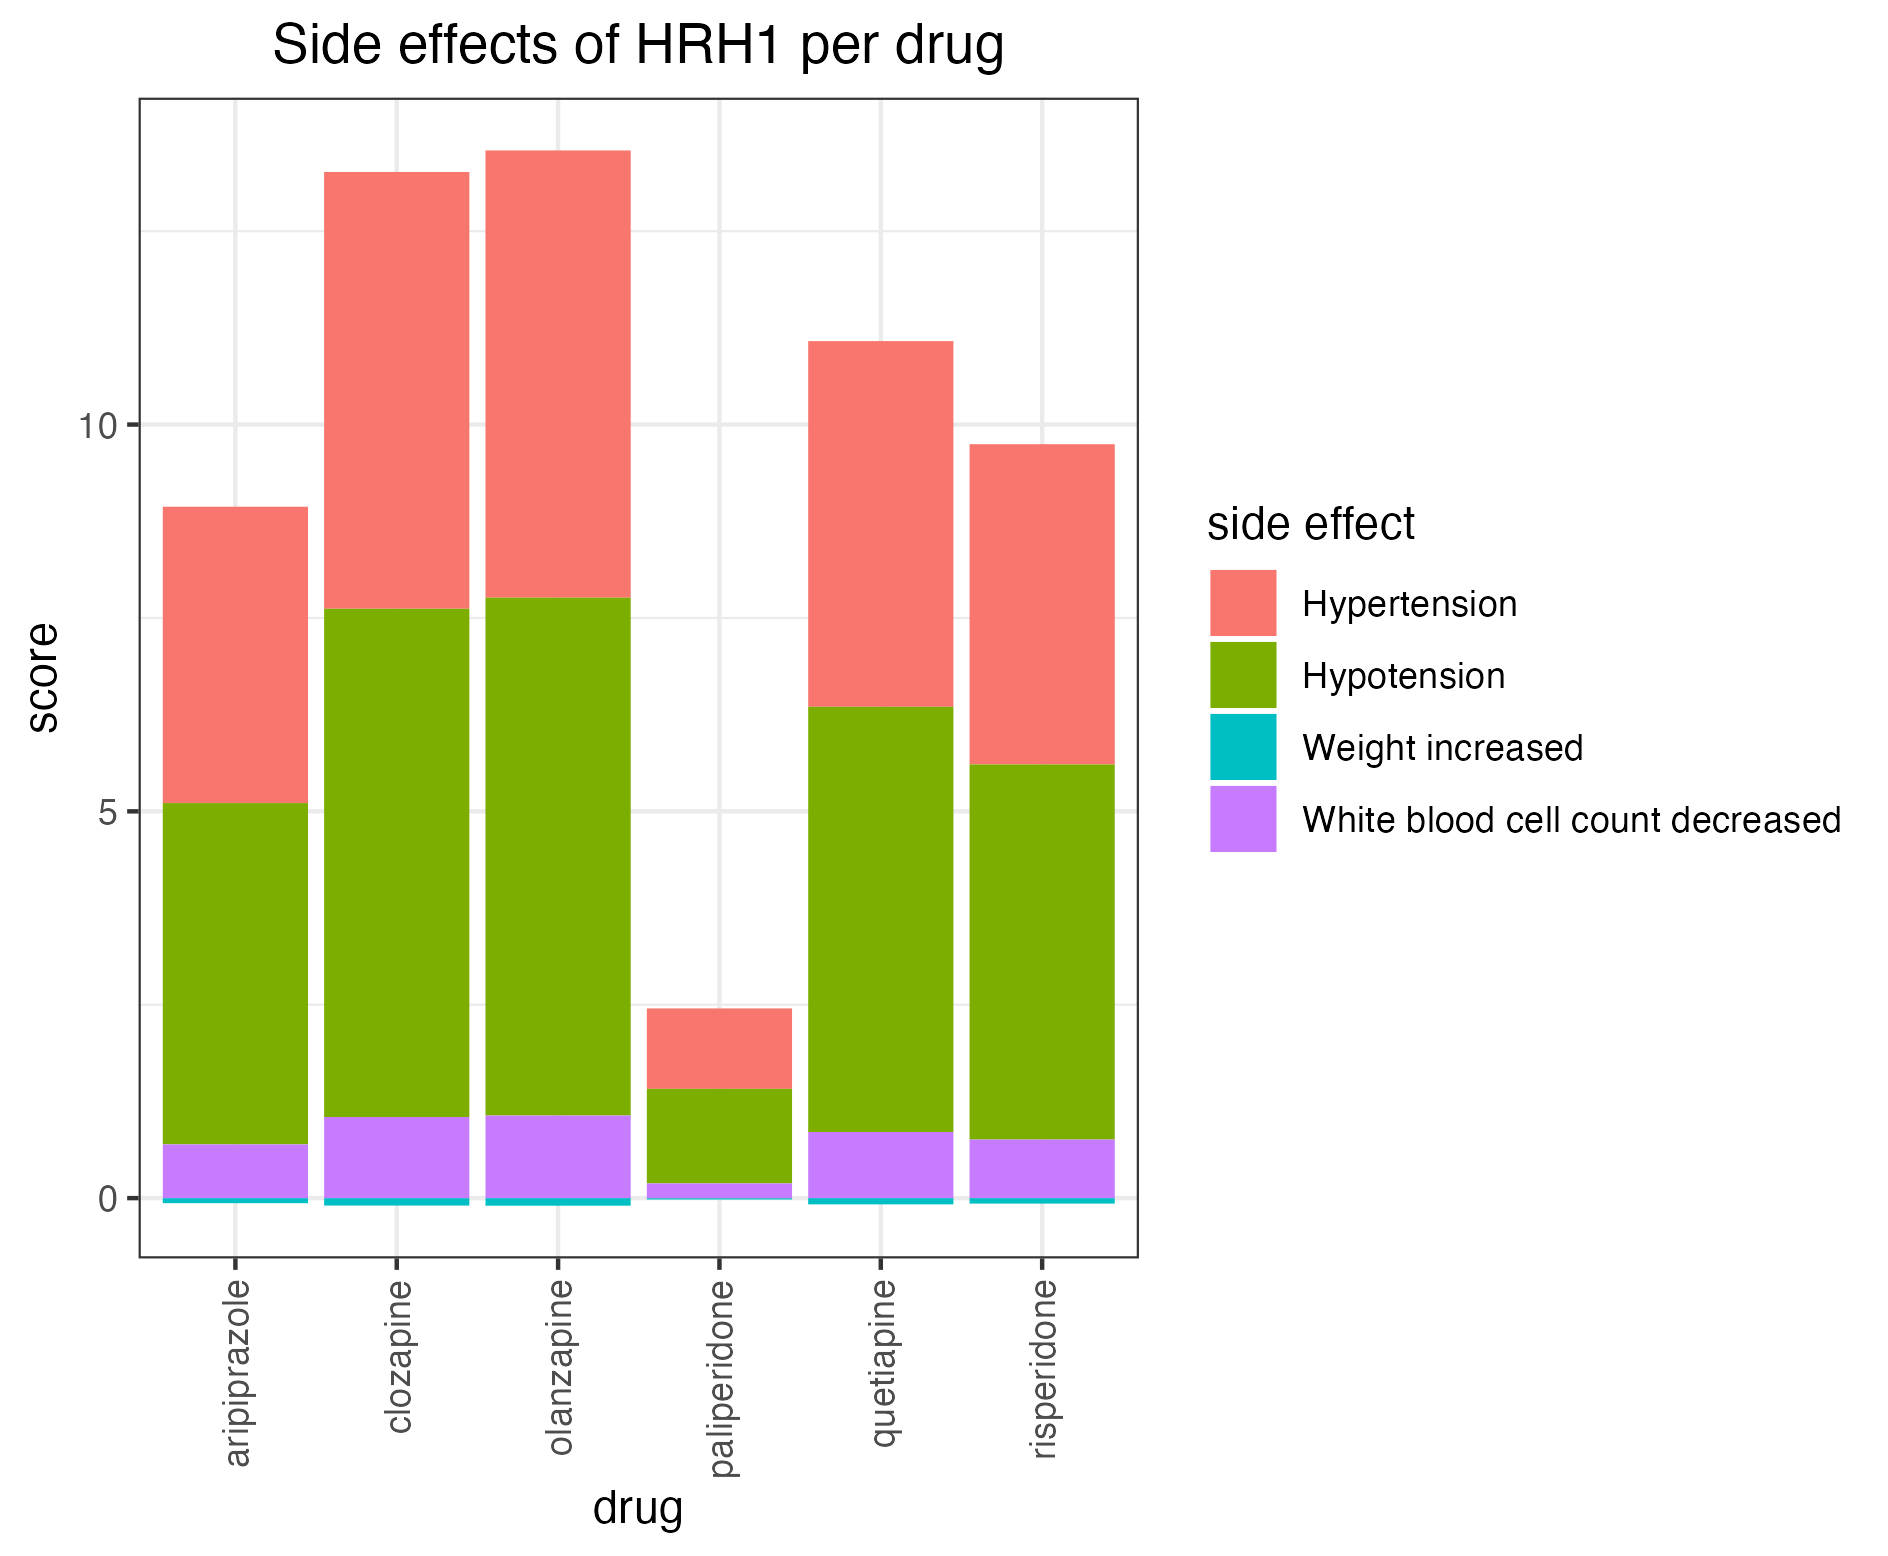 Side effects of HRH1 per drug
score
10
5
0
aripiprazole
clozapine
olanzapine
paliperidone
quetiapine
risperidone
drug
side effect
Hypertension
Hypotension
Weight increased
White blood cell count decreased